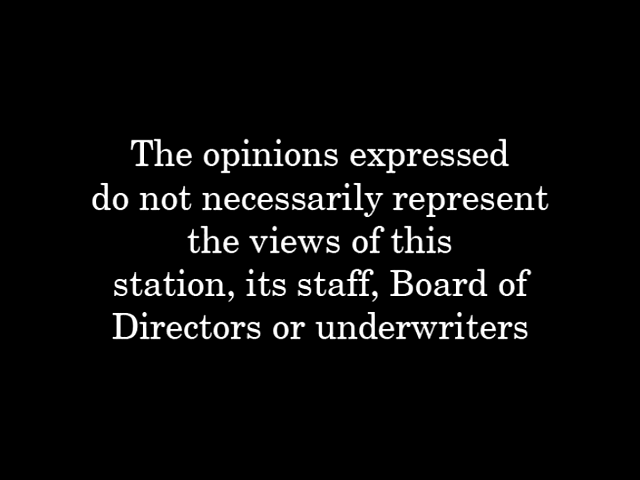 The opinions expressed
do not necessarily represent
the views of this
station, its staff, Board of
Directors or underwriters